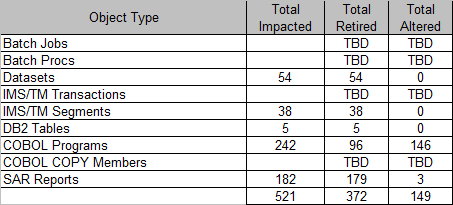 Object Type Total Impacted Total Retired Total Altered
Batch Jobs TBD TBD
Batch Procs TBD TBD
Datasets 54 54 0
IMS/TM Transactions TBD TBD
IMS/TM Segments 38 38 0
DB2 Tables 5 5 0
COBOL Programs 242 96 146
COBOL COPY Members TBD TBD
SAR Reports 182 179 3
521 372 149